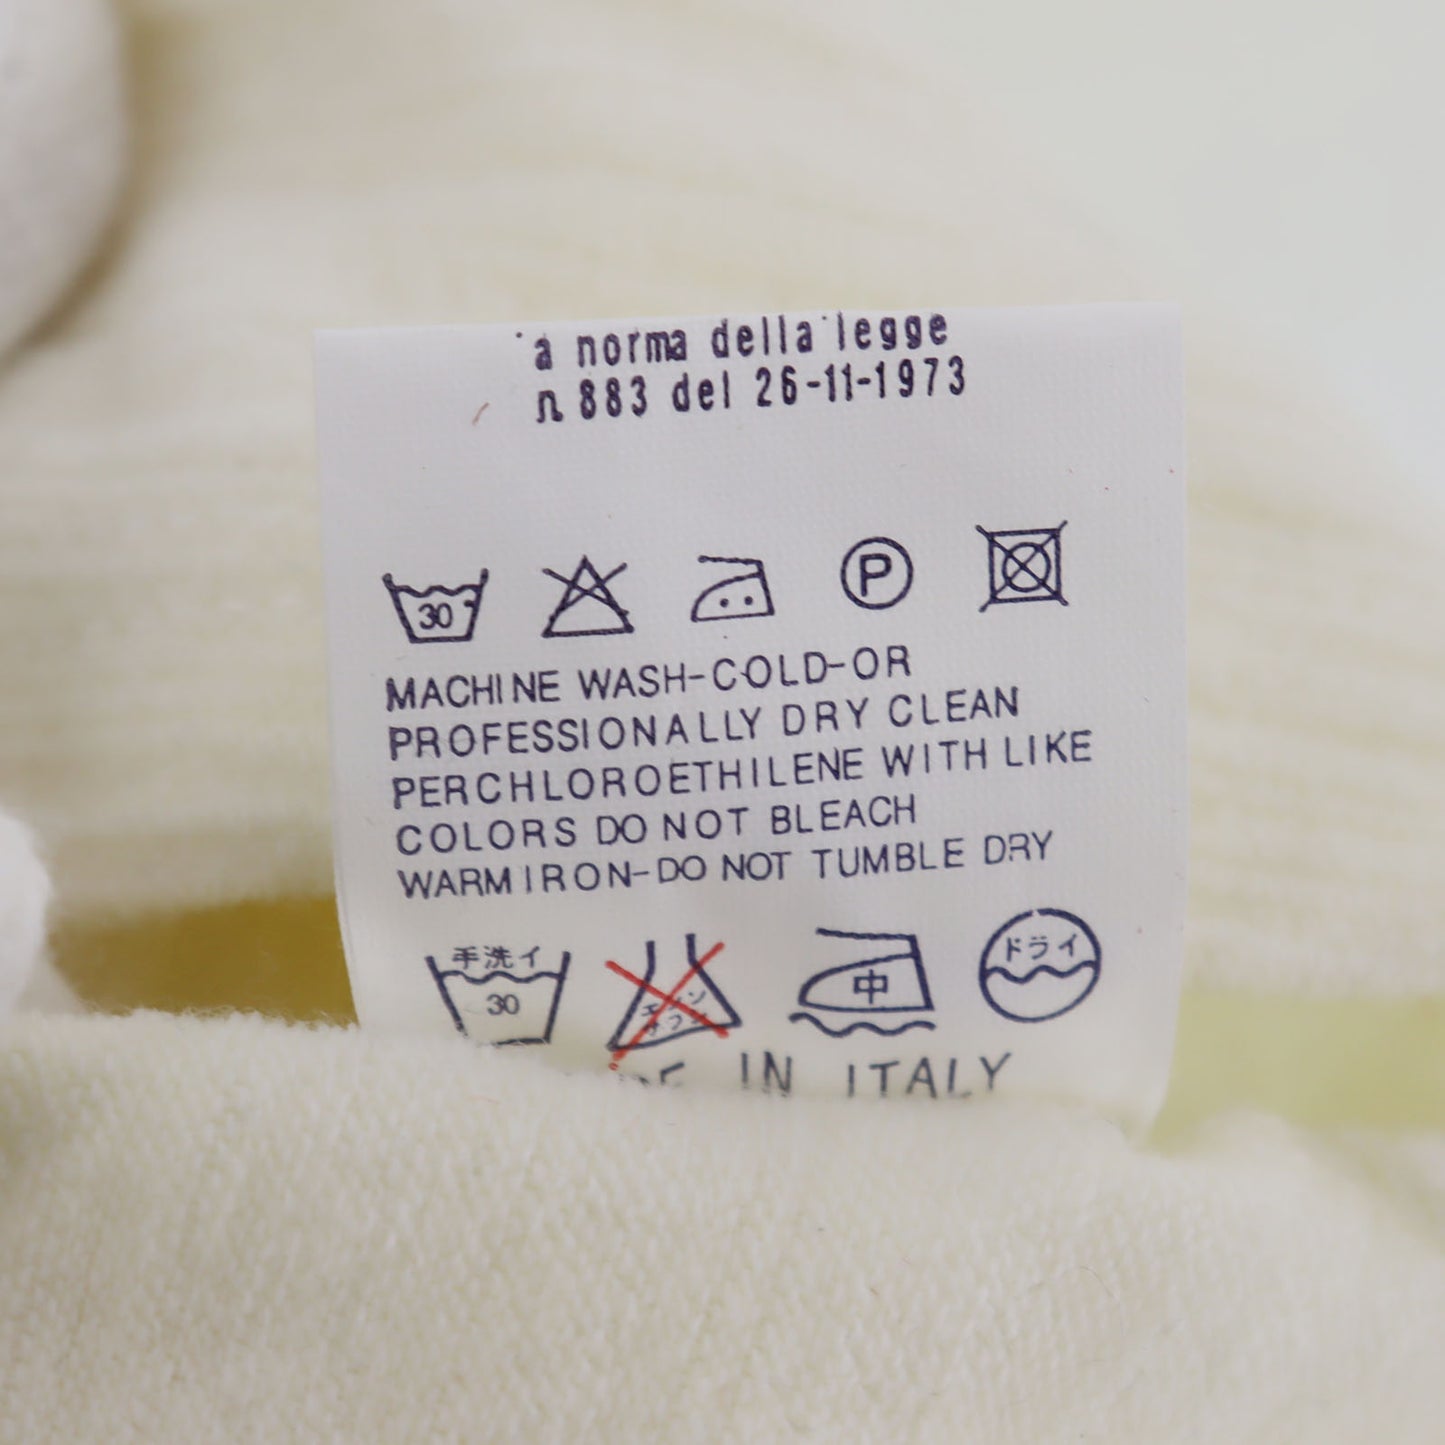 a norma della legge
n. 883 del 26-11-1973
30 P
MACHINE WASH-COLD-OR
PROFESSIONALLY DRY CLEAN
PERCHLOROETHILENE WITH LIKE
COLORS DO NOT BLEACH
WARM IRON-DO NOT TUMBLE DRY
手洗イ 30 中 ドライ
IN ITALY